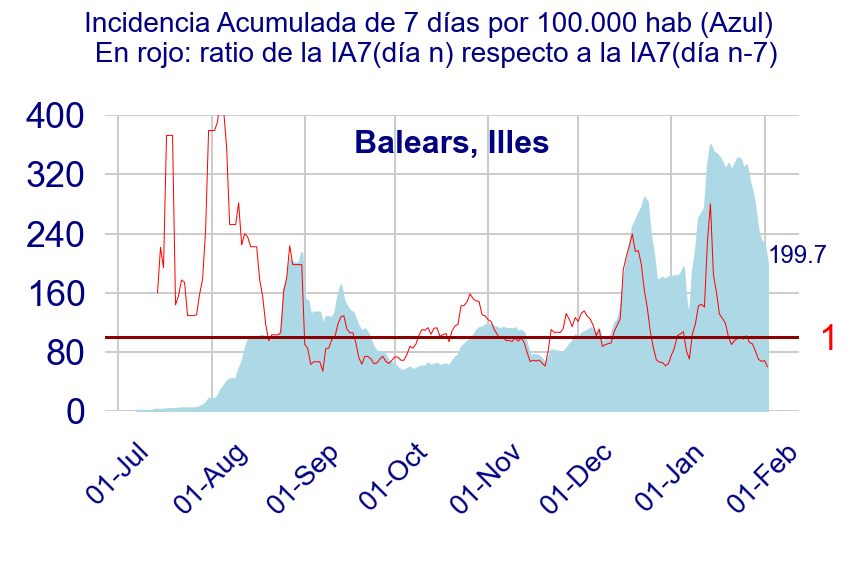 Incidencia Acumulada de 7 días por 100.000 hab (Azul)
En rojo: ratio de la IA7(día n) respecto a la IA7(día n-7)
400
Balears, Illes
320
240
199.7
160
1
80
0
01-Jul
01-Aug
01-Sep
01-Oct
01-Nov
01-Dec
01-Jan
01-Feb